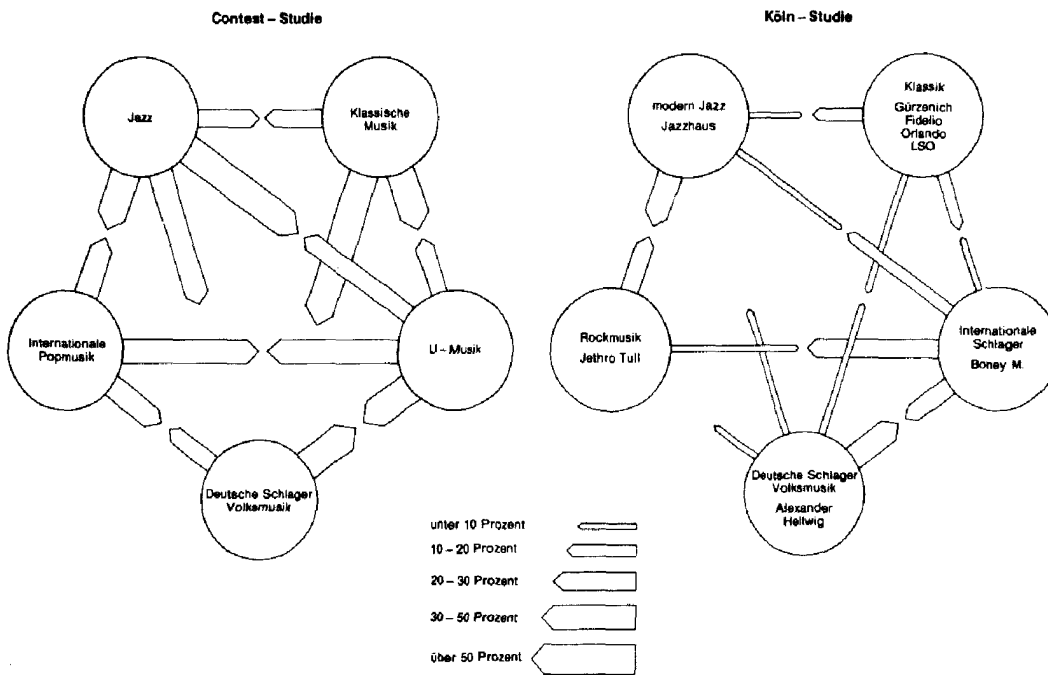 Contest – Studie
Jazz
Klassische
Musik
Internationale
Popmusik
U – Musik
Deutsche Schlager
Volksmusik
Köln – Studie
modern Jazz
Jazzhaus
Klassik
Gürzenich
Fidelio
Orlando
LSO
Rockmusik
Jethro Tull
Internationale
Schlager
Boney M.
Deutsche Schlager
Volksmusik
Alexander
Hellwig
unter 10 Prozent
10 – 20 Prozent
20 – 30 Prozent
30 – 50 Prozent
über 50 Prozent